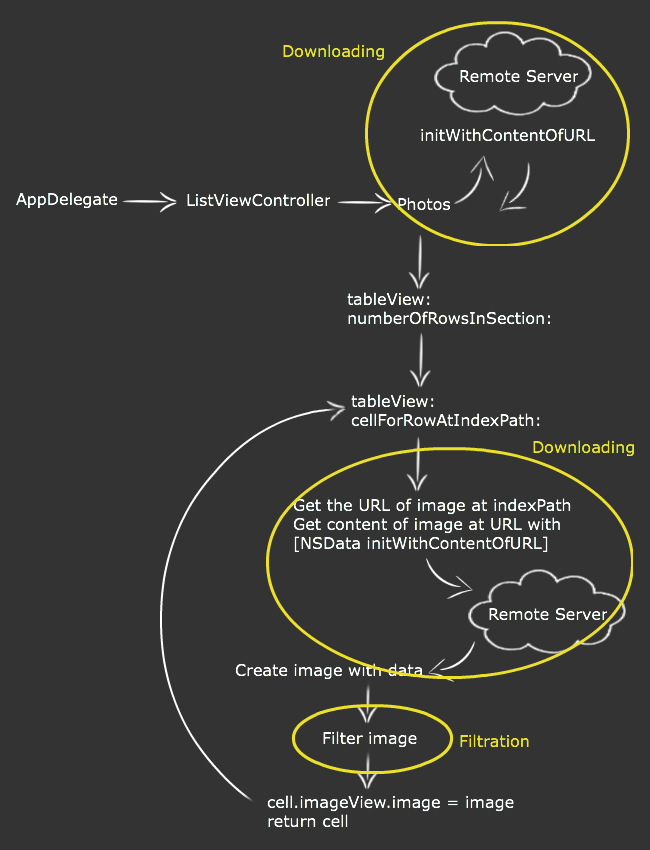 Downloading
Remote Server
initWithContentOfURL
AppDelegate
ListViewController
Photos
tableView:
numberOfRowsInSection:
tableView:
cellForRowAtIndexPath:
Downloading
Get the URL of image at indexPath
Get content of image at URL with
[NSData initWithContentOfURL]
Remote Server
Create image with data
Filter image
Filtration
cell.imageView.image = image
return cell